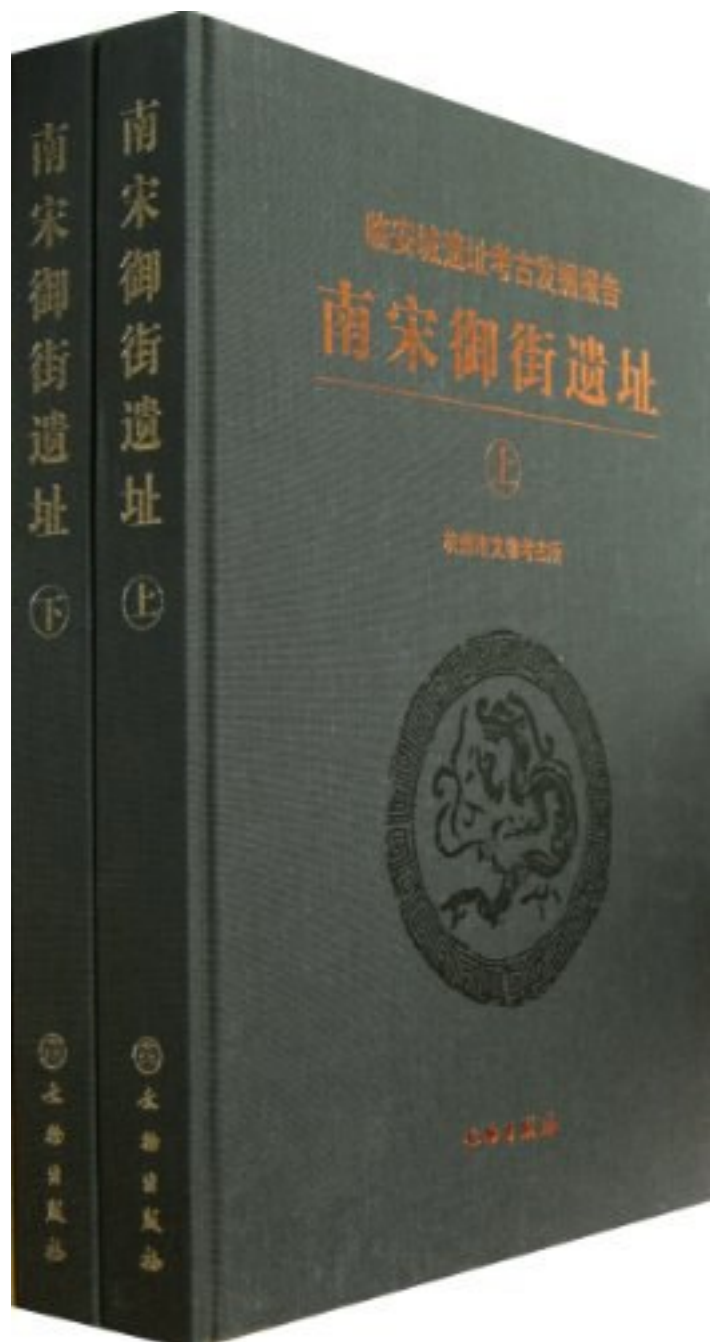 临安城遗址考古发掘报告
南宋御街遗址
上
杭州市文物考古所
文物出版社
南宋御街遗址
上
文物出版社
南宋御街遗址
下
文物出版社